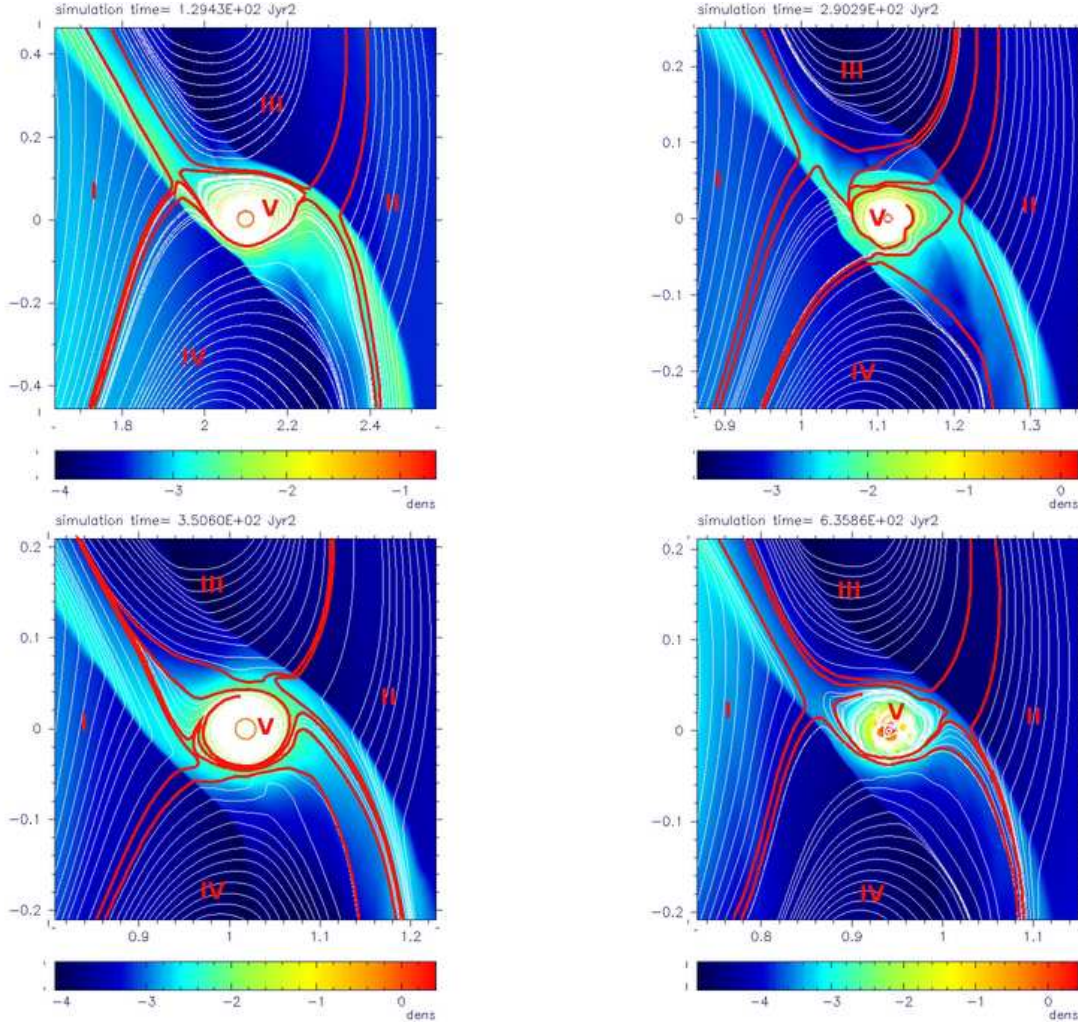 simulation time= 1.2943E+02 Jyr2
0.4
0.2
0
−0.2
−0.4
III
I
II
V
IV
1.8 2 2.2 2.4
−4 −3 −2 −1
dens
simulation time= 2.9029E+02 Jyr2
0.2
0.1
0
−0.1
−0.2
III
I
II
V
IV
0.9 1 1.1 1.2 1.3
−3 −2 −1 0
dens
simulation time= 3.5060E+02 Jyr2
0.2
0.1
0
−0.1
−0.2
III
I
II
V
IV
0.9 1 1.1 1.2
−4 −3 −2 −1 0
dens
simulation time= 6.3586E+02 Jyr2
0.2
0.1
0
−0.1
−0.2
III
I
II
V
IV
0.8 0.9 1 1.1
−4 −3 −2 −1 0
dens